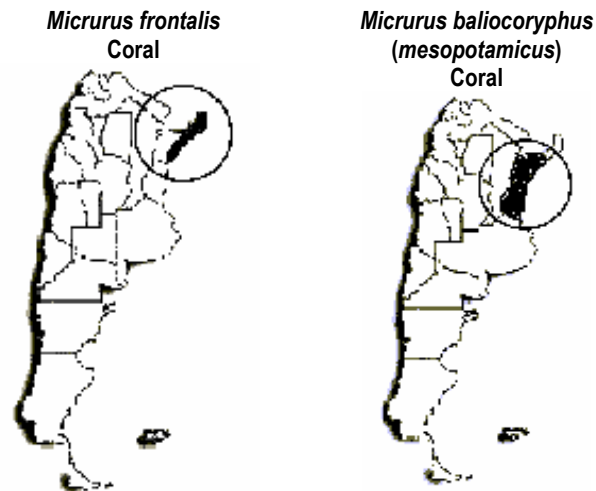 Micrurus frontalis
Coral
Micrurus baliocoryphus
(mesopotamicus)
Coral